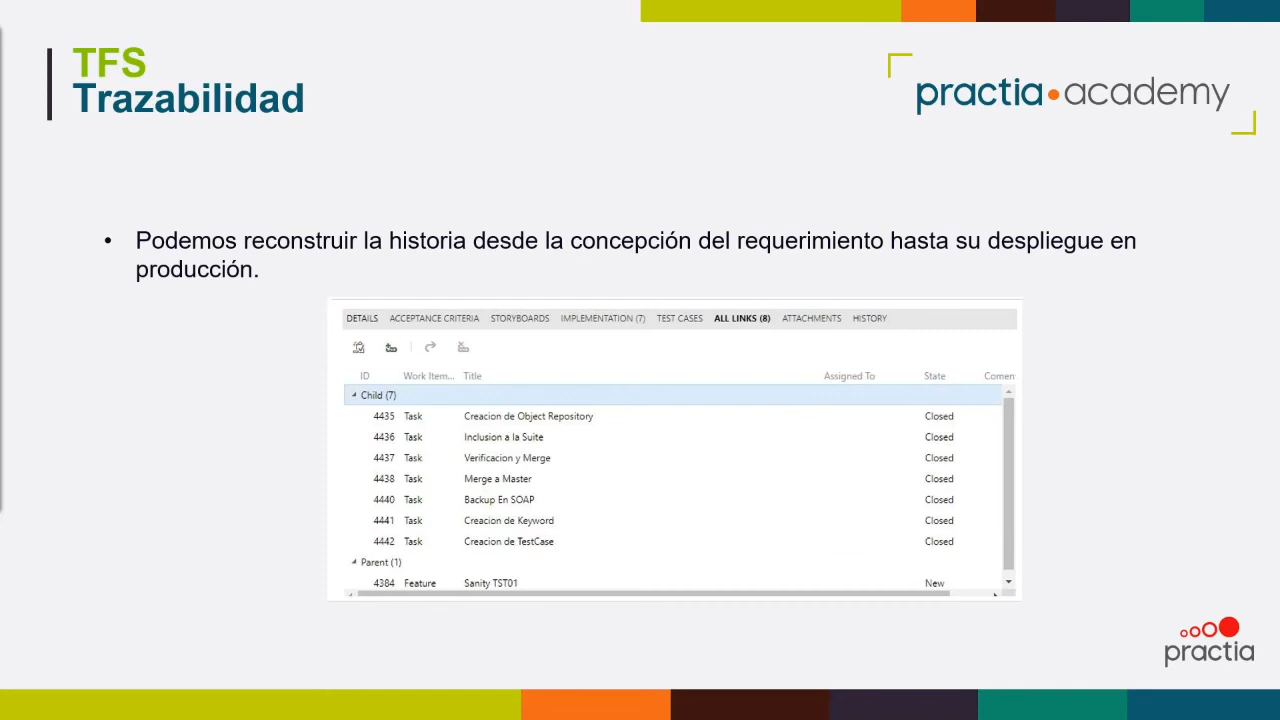 TFS
Trazabilidad
practia academy
• Podemos reconstruir la historia desde la concepción del requerimiento hasta su despliegue en
producción.
DETAILS ACCEPTANCE CRITERIA STORYBOARDS IMPLEMENTATION (7) TEST CASES ALL LINKS (8) ATTACHMENTS HISTORY
ID Work Item... Title Assigned To State Comen
Child (7)
4435 Task Creacion de Object Repository Closed
4436 Task Inclusion a la Suite Closed
4437 Task Verificacion y Merge Closed
4438 Task Merge a Master Closed
4440 Task Backup En SOAP Closed
4441 Task Creacion de Keyword Closed
4442 Task Creacion de TestCase Closed
Parent (1)
4384 Feature Sanity TST01 New
practia